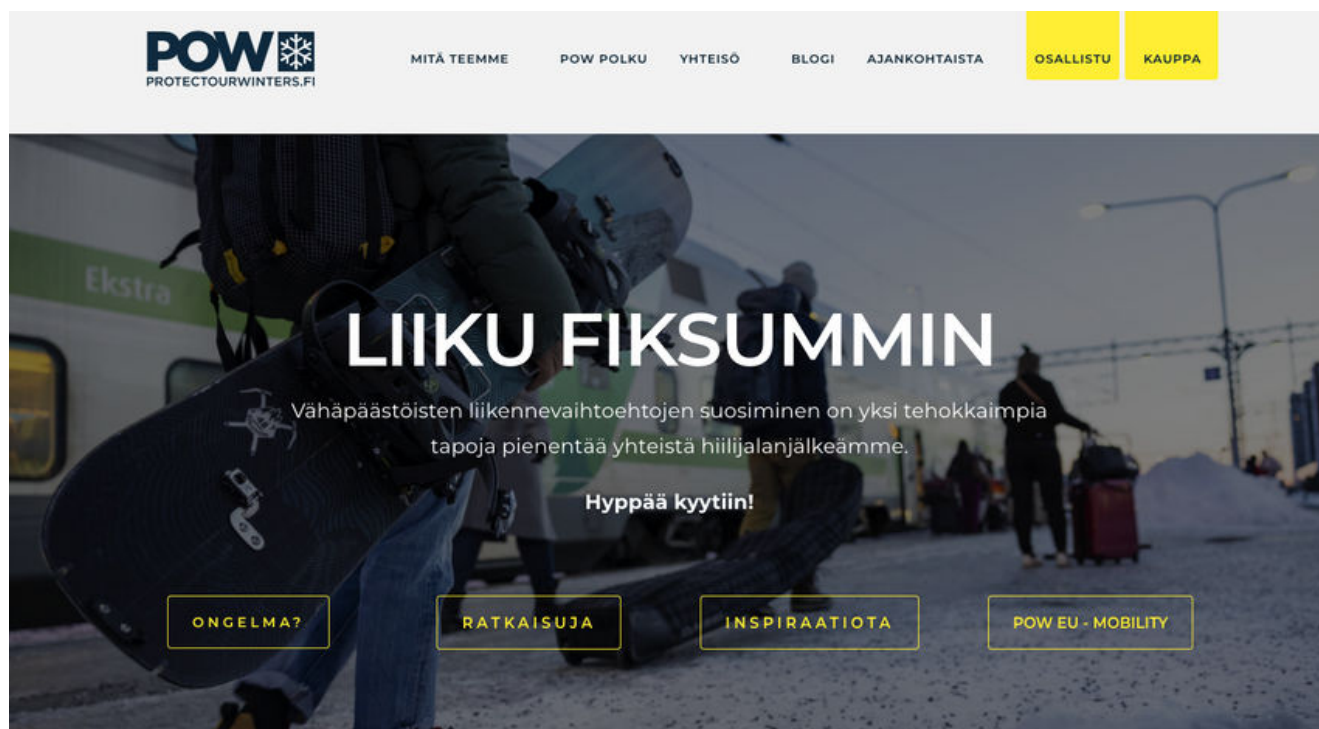 POW
PROTECTOURWINTERS.FI
MITÄ TEEMME
POW POLKU
YHTEISÖ
BLOGI
AJANKOHTAISTA
OSALLISTU
KAUPPA
Ekstra
LIIKU FIKSUMMIN
Vähäpäästöisten liikennevaihtoehtojen suosiminen on yksi tehokkaimpia
tapoja pienentää yhteistä hiilijalanjälkeämme.
Hyppää kyytiin!
ONGELMA?
RATKAISUJA
INSPIRAATIOTA
POW EU - MOBILITY